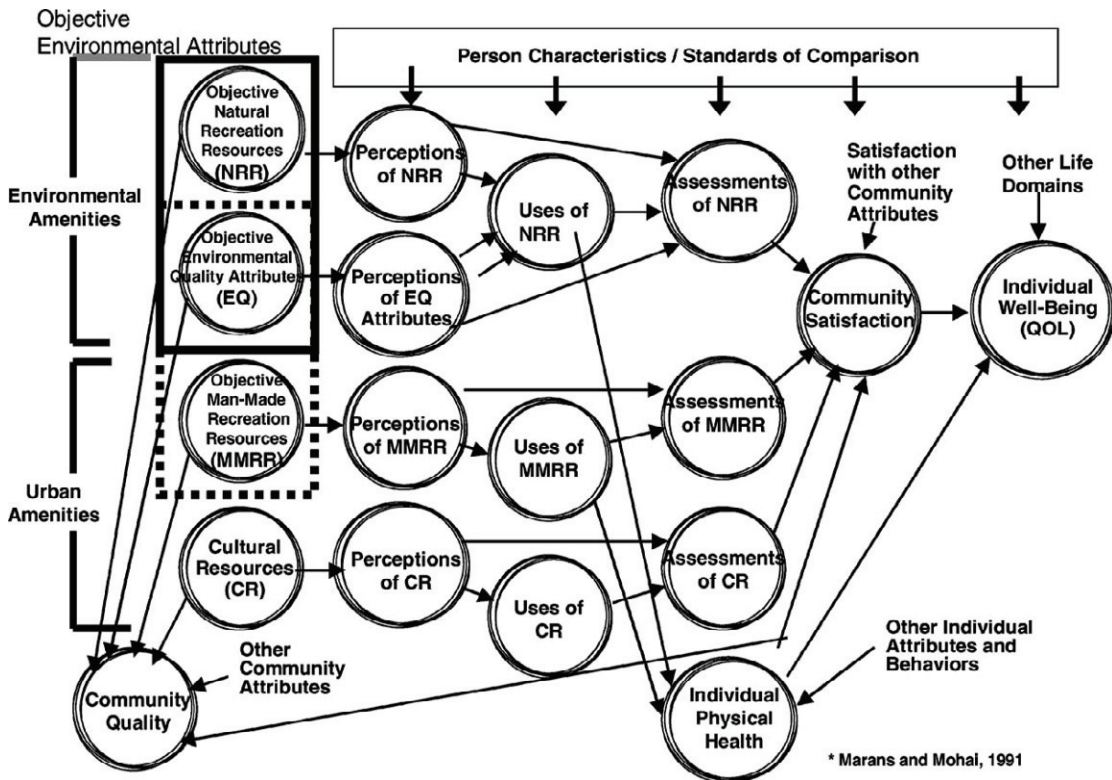 Objective
Environmental Attributes
Person Characteristics / Standards of Comparison
Environmental
Amenities
Urban
Amenities
Objective
Natural
Recreation
Resources
(NRR)
Perceptions
of NRR
Uses of
NRR
Assessments
of NRR
Satisfaction
with other
Community
Attributes
Other Life
Domains
Objective
Environmental
Quality Attributes
(EQ)
Perceptions
of EQ
Attributes
Community
Satisfaction
Individual
Well-Being
(QOL)
Objective
Man-Made
Recreation
Resources
(MMRR)
Perceptions
of MMRR
Uses of
MMRR
Assessments
of MMRR
Cultural
Resources
(CR)
Perceptions
of CR
Uses of
CR
Assessments
of CR
Community
Quality
Other
Community
Attributes
Individual
Physical
Health
Other Individual
Attributes and
Behaviors
* Marans and Mohai, 1991